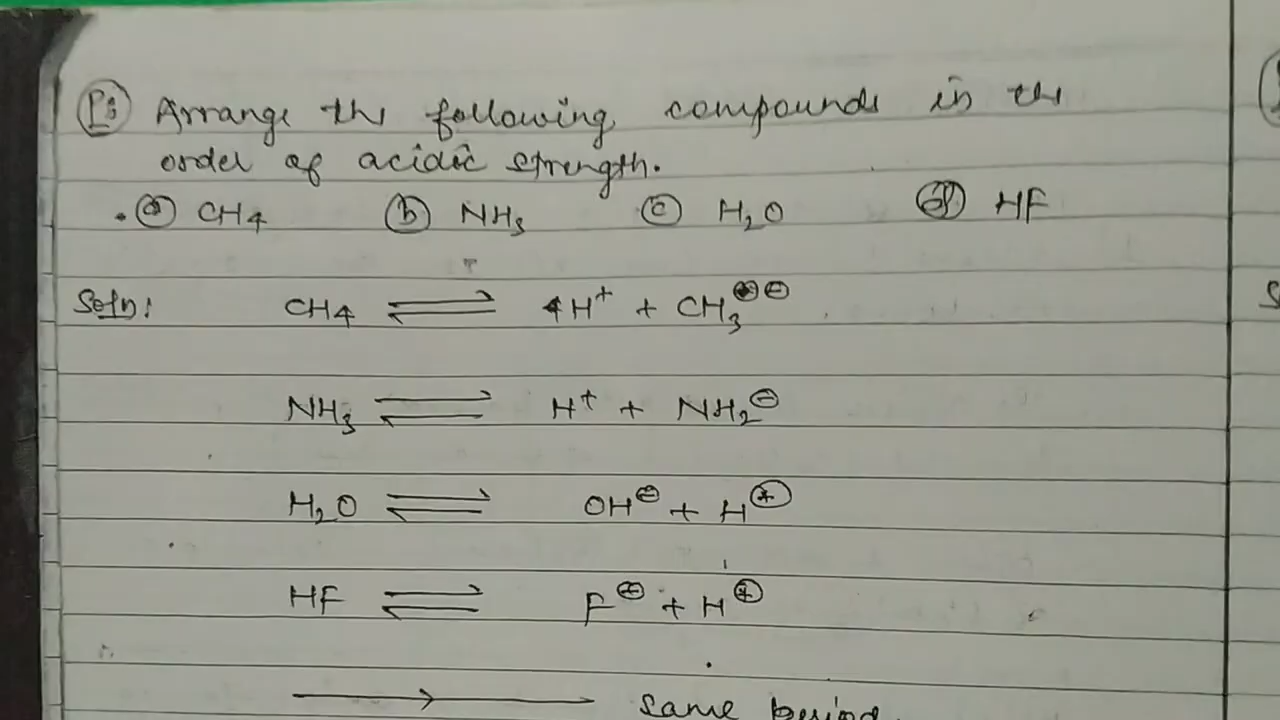 P3 Arrange the following compounds in the
order of acidic strength.
(a) CH4 (b) NH3 (c) H2O (d) HF
Soln: CH4 ⇌ H+ + CH3⊖
NH3 ⇌ H+ + NH2⊖
H2O ⇌ OH⊖ + H⊕
HF ⇌ F⊖ + H⊕
→ same period